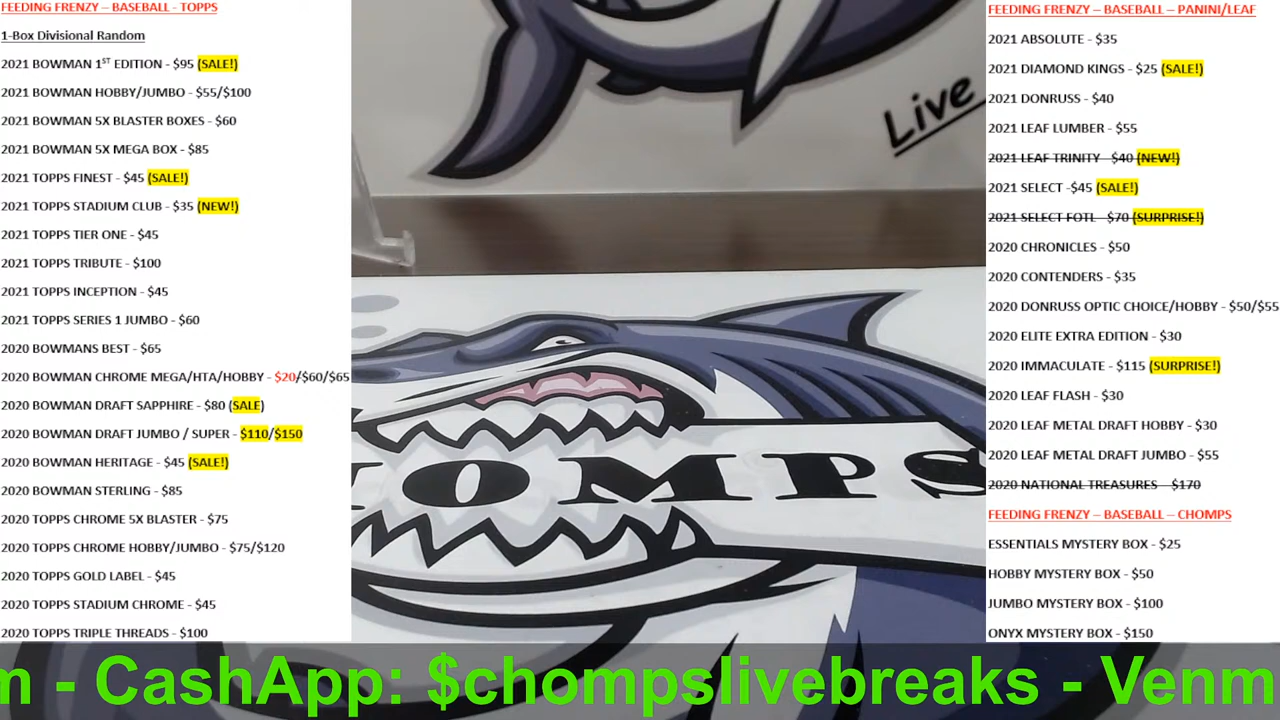 FEEDING FRENZY – BASEBALL - TOPPS
1-Box Divisional Random
2021 BOWMAN 1ST EDITION - $95 (SALE!)
2021 BOWMAN HOBBY/JUMBO - $55/$100
2021 BOWMAN 5X BLASTER BOXES - $60
2021 BOWMAN 5X MEGA BOX - $85
2021 TOPPS FINEST - $45 (SALE!)
2021 TOPPS STADIUM CLUB - $35 (NEW!)
2021 TOPPS TIER ONE - $45
2021 TOPPS TRIBUTE - $100
2021 TOPPS INCEPTION - $45
2021 TOPPS SERIES 1 JUMBO - $60
2020 BOWMANS BEST - $65
2020 BOWMAN CHROME MEGA/HTA/HOBBY - $20/$60/$65
2020 BOWMAN DRAFT SAPPHIRE - $80 (SALE)
2020 BOWMAN DRAFT JUMBO / SUPER - $110/$150
2020 BOWMAN HERITAGE - $45 (SALE!)
2020 BOWMAN STERLING - $85
2020 TOPPS CHROME 5X BLASTER - $75
2020 TOPPS CHROME HOBBY/JUMBO - $75/$120
2020 TOPPS GOLD LABEL - $45
2020 TOPPS STADIUM CHROME - $45
2020 TOPPS TRIPLE THREADS - $100
Live
OMPS
FEEDING FRENZY – BASEBALL – PANINI/LEAF
2021 ABSOLUTE - $35
2021 DIAMOND KINGS - $25 (SALE!)
2021 DONRUSS - $40
2021 LEAF LUMBER - $55
2021 LEAF TRINITY - $40 (NEW!)
2021 SELECT -$45 (SALE!)
2021 SELECT FOTL - $70 (SURPRISE!)
2020 CHRONICLES - $50
2020 CONTENDERS - $35
2020 DONRUSS OPTIC CHOICE/HOBBY - $50/$55
2020 ELITE EXTRA EDITION - $30
2020 IMMACULATE - $115 (SURPRISE!)
2020 LEAF FLASH - $30
2020 LEAF METAL DRAFT HOBBY - $30
2020 LEAF METAL DRAFT JUMBO - $55
2020 NATIONAL TREASURES - $170
FEEDING FRENZY – BASEBALL – CHOMPS
ESSENTIALS MYSTERY BOX - $25
HOBBY MYSTERY BOX - $50
JUMBO MYSTERY BOX - $100
ONYX MYSTERY BOX - $150
m - CashApp: $chompslivebreaks - Venm